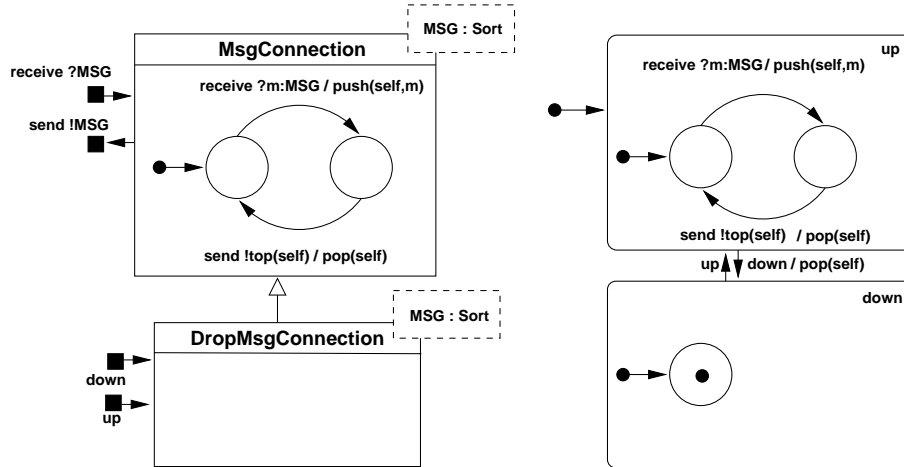 MSG : Sort
MsgConnection
receive ?MSG
receive ?m:MSG / push(self,m)
send !MSG
send !top(self) / pop(self)
MSG : Sort
DropMsgConnection
down
up
up
receive ?m:MSG / push(self,m)
send !top(self) / pop(self)
up
down / pop(self)
down